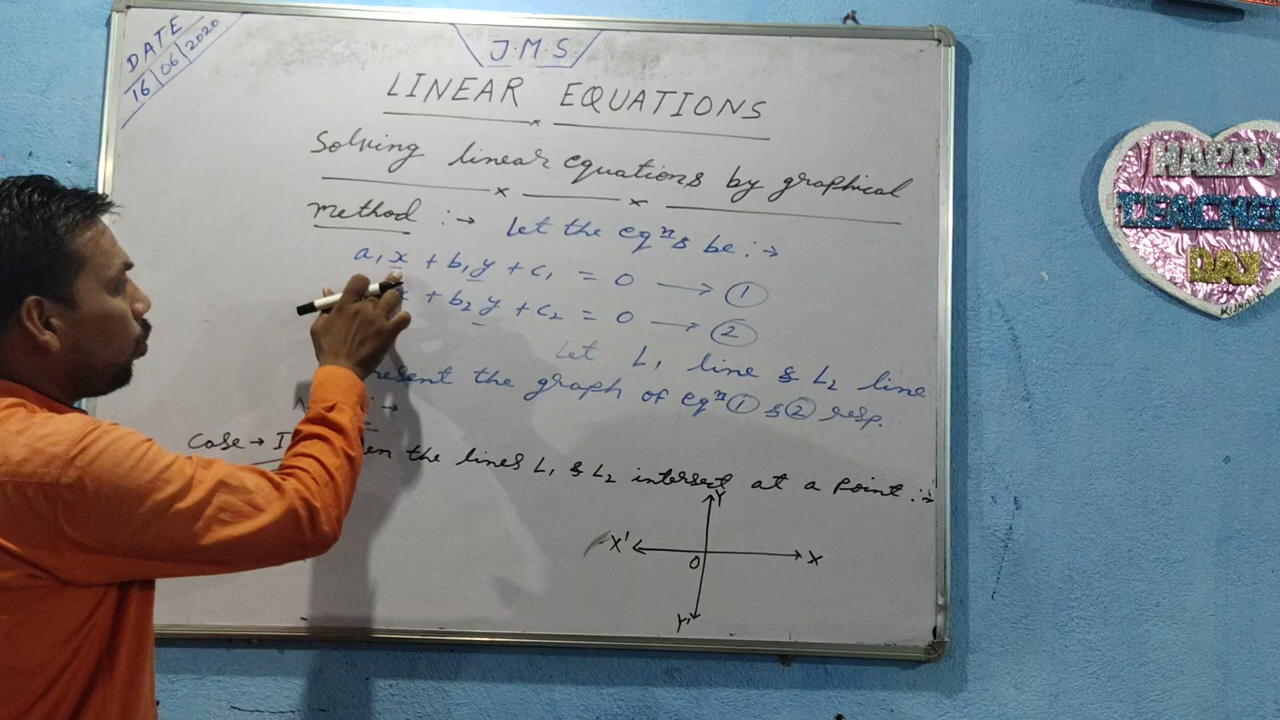 DATE
16/06/2020
J.M.S.
LINEAR EQUATIONS
Solving linear equations by graphical
method :→ Let the eqⁿs be :→
a₁x + b₁y + c₁ = 0 → ①
x + b₂y + c₂ = 0 → ②
Let L₁ line & L₂ line
resent the graph of eqⁿ ① & ② resp.
Case → I
en the lines L₁ & L₂ intersect at a point :→
Y
X' O X
Y'
HAPPY
TEACHE
DAY